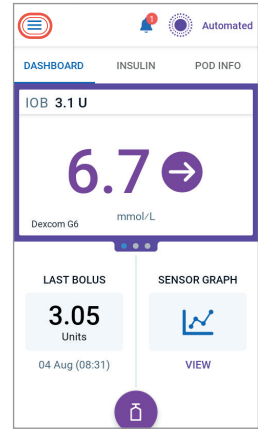 1
Automated
DASHBOARD INSULIN POD INFO
IOB 3.1 U
6.7
mmol/L
Dexcom G6
LAST BOLUS
3.05
Units
04 Aug (08:31)
SENSOR GRAPH
VIEW